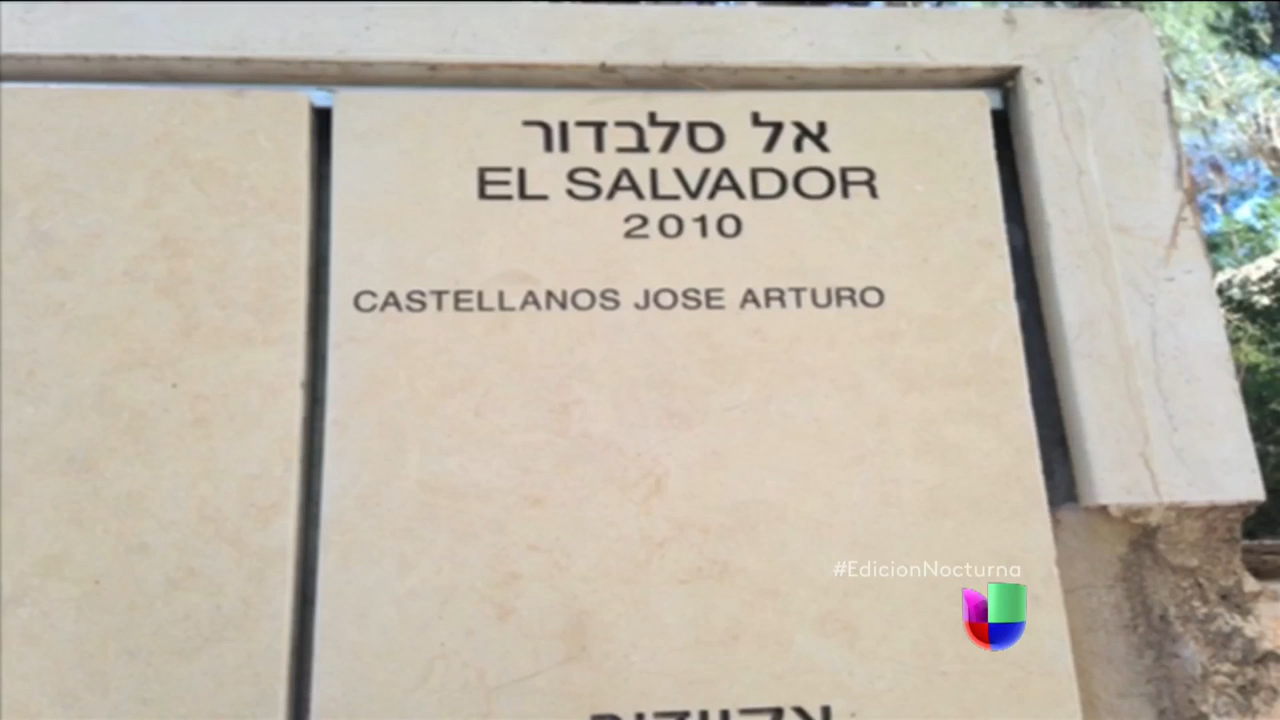 אל סלבדור
EL SALVADOR
2010
CASTELLANOS JOSE ARTURO
#EdicionNocturna